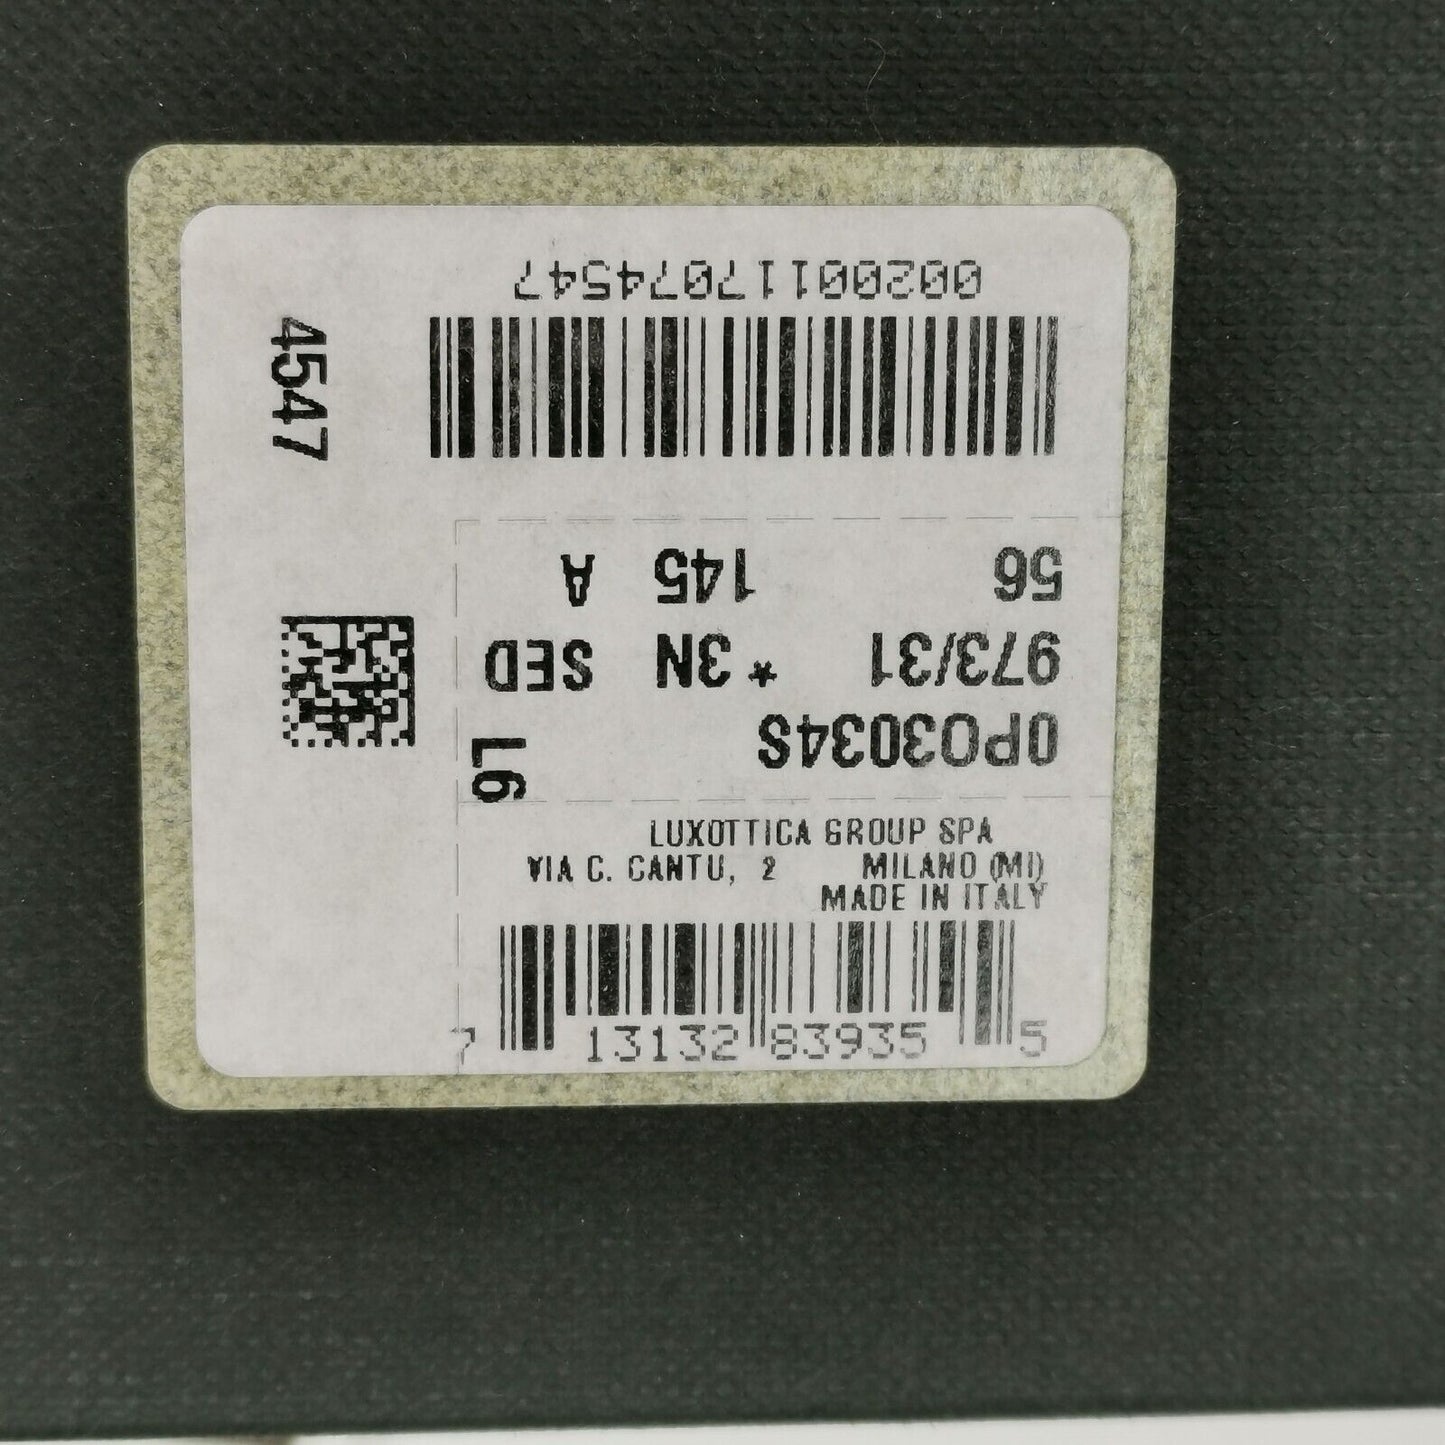 00200117074547
4547
56 145 A
973/31 *3N SED
0PO3034S
L6
LUXOTTICA GROUP SPA
VIA C. CANTU, 2 MILANO (MI)
MADE IN ITALY
7 13132 83935 5